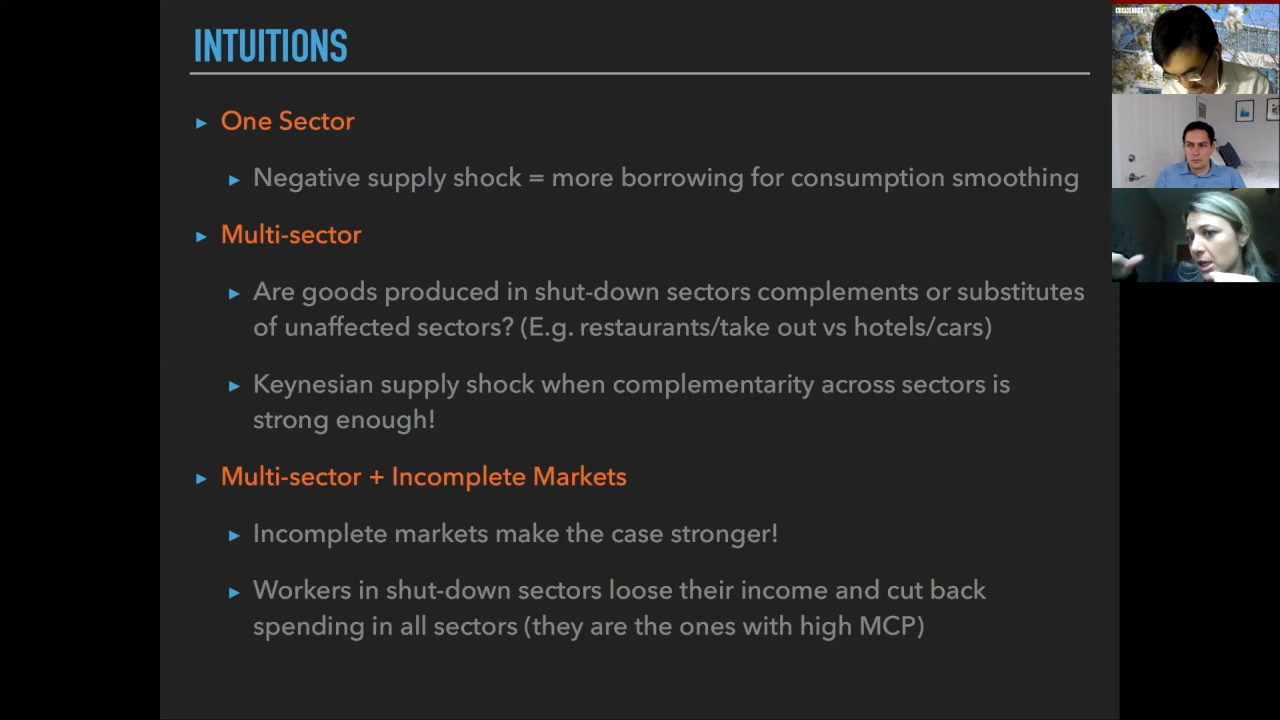 INTUITIONS
▸ One Sector
▸ Negative supply shock = more borrowing for consumption smoothing
▸ Multi-sector
▸ Are goods produced in shut-down sectors complements or substitutes
of unaffected sectors? (E.g. restaurants/take out vs hotels/cars)
▸ Keynesian supply shock when complementarity across sectors is
strong enough!
▸ Multi-sector + Incomplete Markets
▸ Incomplete markets make the case stronger!
▸ Workers in shut-down sectors loose their income and cut back
spending in all sectors (they are the ones with high MCP)